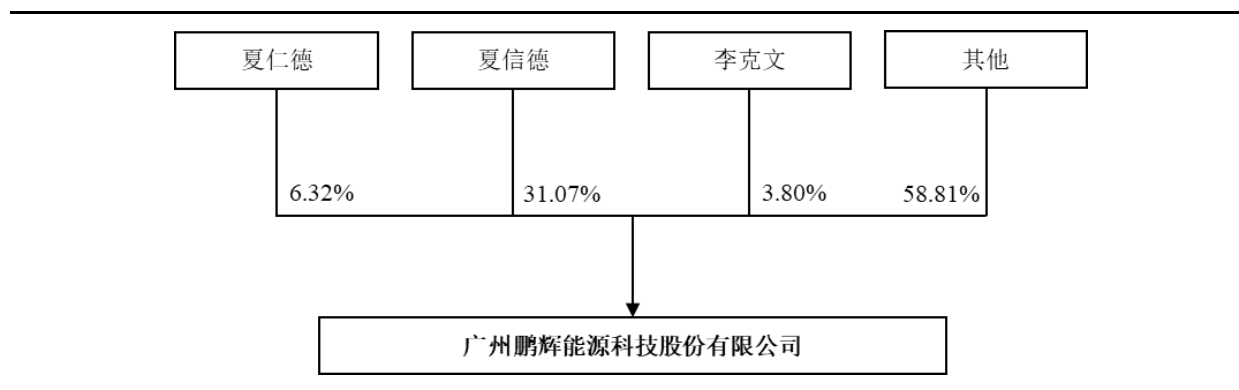 夏仁德
夏信德
李克文
其他
6.32%
31.07%
3.80%
58.81%
广州鹏辉能源科技股份有限公司